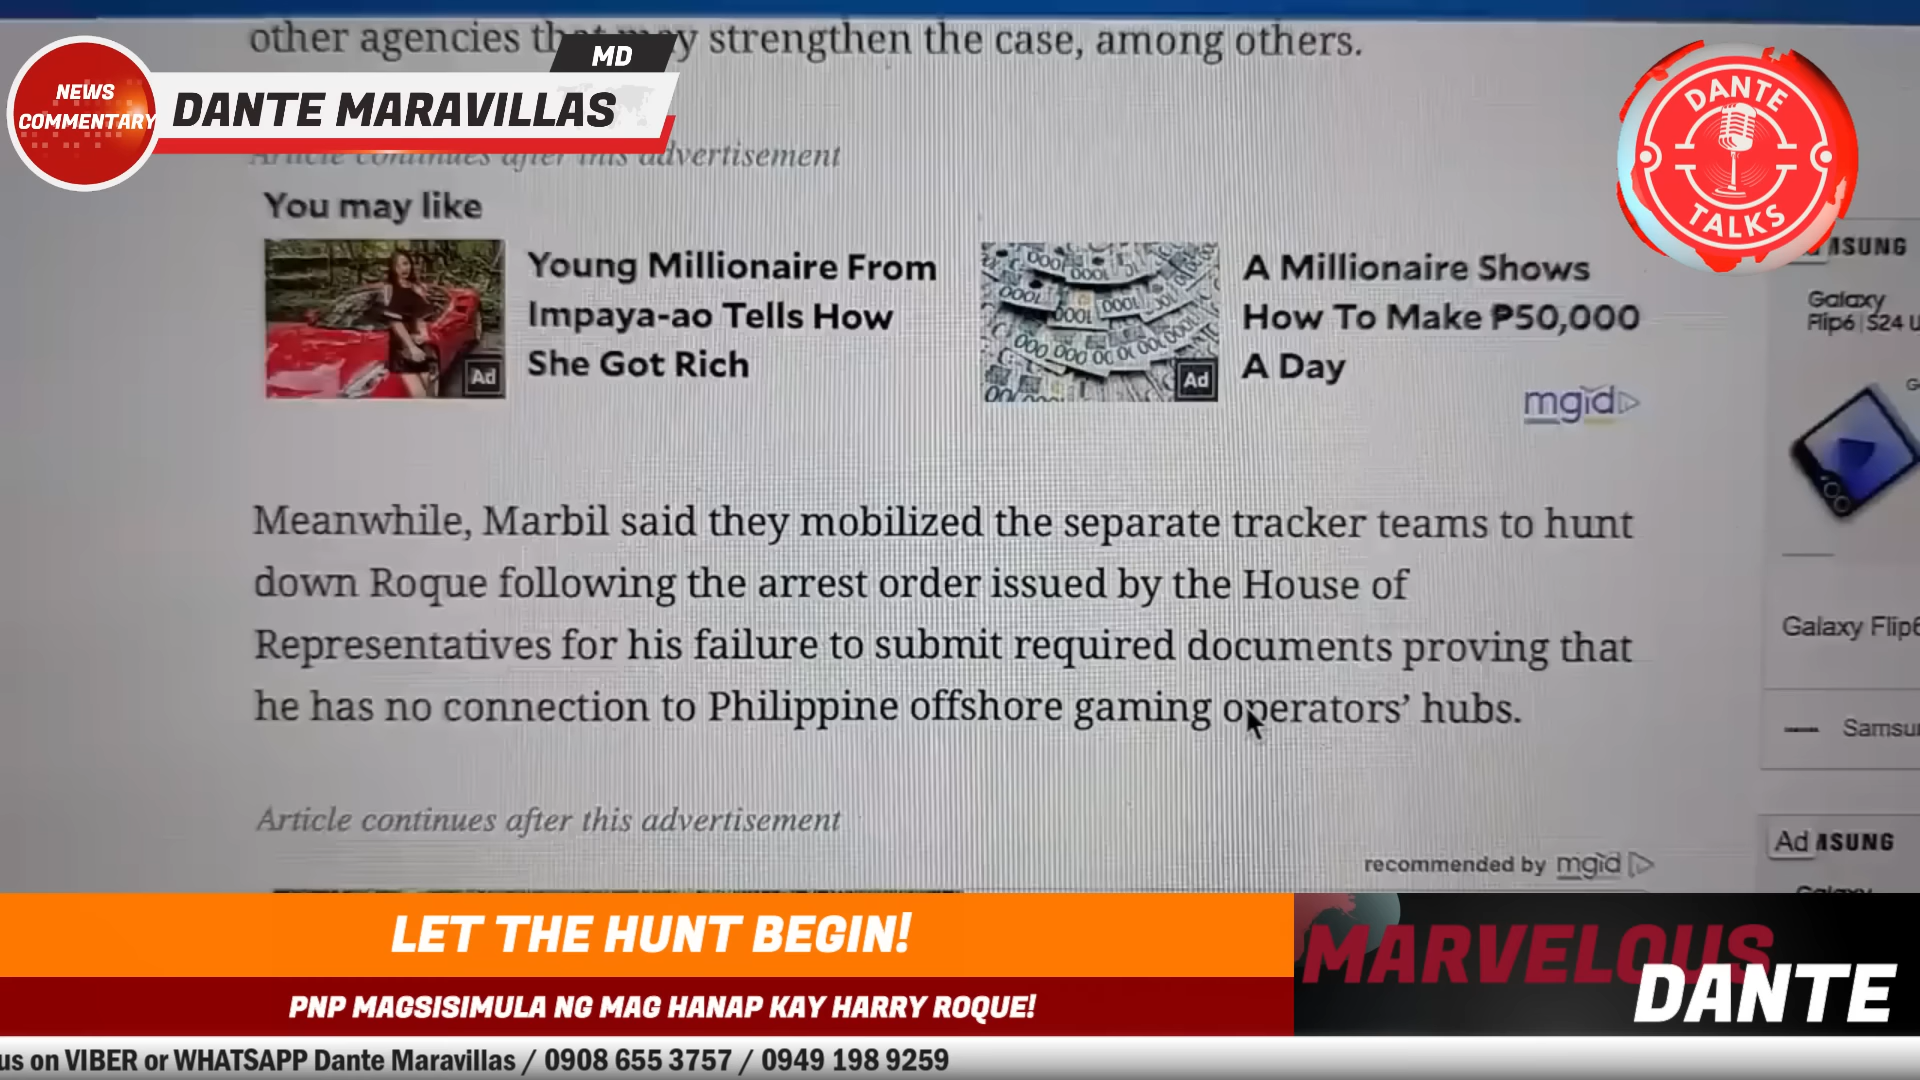 other agencies that may strengthen the case, among others.
MD
NEWS
COMMENTARY
DANTE MARAVILLAS
DANTE
TALKS
Article continues after this advertisement
You may like
Young Millionaire From
Impaya-ao Tells How
She Got Rich
Ad
A Millionaire Shows
How To Make ₱50,000
A Day
Ad
mgid
ASUNG
Galaxy
Flip6 | S24 U
Meanwhile, Marbil said they mobilized the separate tracker teams to hunt
down Roque following the arrest order issued by the House of
Representatives for his failure to submit required documents proving that
he has no connection to Philippine offshore gaming operators’ hubs.
Galaxy Flip6
Samsu
Article continues after this advertisement
Ad ASUNG
recommended by mgid
LET THE HUNT BEGIN!
PNP MAGSISIMULA NG MAG HANAP KAY HARRY ROQUE!
MARVELOUS
DANTE
us on VIBER or WHATSAPP Dante Maravillas / 0908 655 3757 / 0949 198 9259